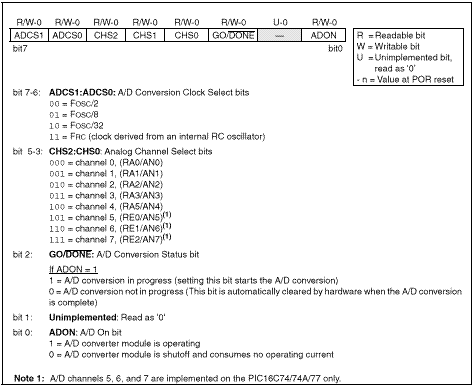 R/W-0 R/W-0 R/W-0 R/W-0 R/W-0 R/W-0 U-0 R/W-0
ADCS1 ADCS0 CHS2 CHS1 CHS0 GO/DONE — ADON
bit7 bit0
R = Readable bit
W = Writable bit
U = Unimplemented bit,
read as '0'
- n = Value at POR reset
bit 7-6: ADCS1:ADCS0: A/D Conversion Clock Select bits
00 = FOSC/2
01 = FOSC/8
10 = FOSC/32
11 = FRC (clock derived from an internal RC oscillator)
bit 5-3: CHS2:CHS0: Analog Channel Select bits
000 = channel 0, (RA0/AN0)
001 = channel 1, (RA1/AN1)
010 = channel 2, (RA2/AN2)
011 = channel 3, (RA3/AN3)
100 = channel 4, (RA5/AN4)
101 = channel 5, (RE0/AN5)(1)
110 = channel 6, (RE1/AN6)(1)
111 = channel 7, (RE2/AN7)(1)
bit 2: GO/DONE: A/D Conversion Status bit
If ADON = 1
1 = A/D conversion in progress (setting this bit starts the A/D conversion)
0 = A/D conversion not in progress (This bit is automatically cleared by hardware when the A/D conversion
is complete)
bit 1: Unimplemented: Read as '0'
bit 0: ADON: A/D On bit
1 = A/D converter module is operating
0 = A/D converter module is shutoff and consumes no operating current
Note 1: A/D channels 5, 6, and 7 are implemented on the PIC16C74/74A/77 only.